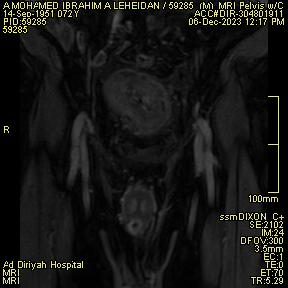 A MOHAMED IBRAHIM A LEHEIDAN / 59285 (M) MRI Pelvis w/C
14-Sep-1951 072Y
ACC#DIR-304801911
PID:59285
06-Dec-2023 12:17 PM
59285
R
100mm
ssmDIXON C+
SE:2102
IM:24
DFOV:300
3.5mm
Ad Diriyah Hospital
EC:1
MRI
TE:0
MRI
ET:70
TR:5.29